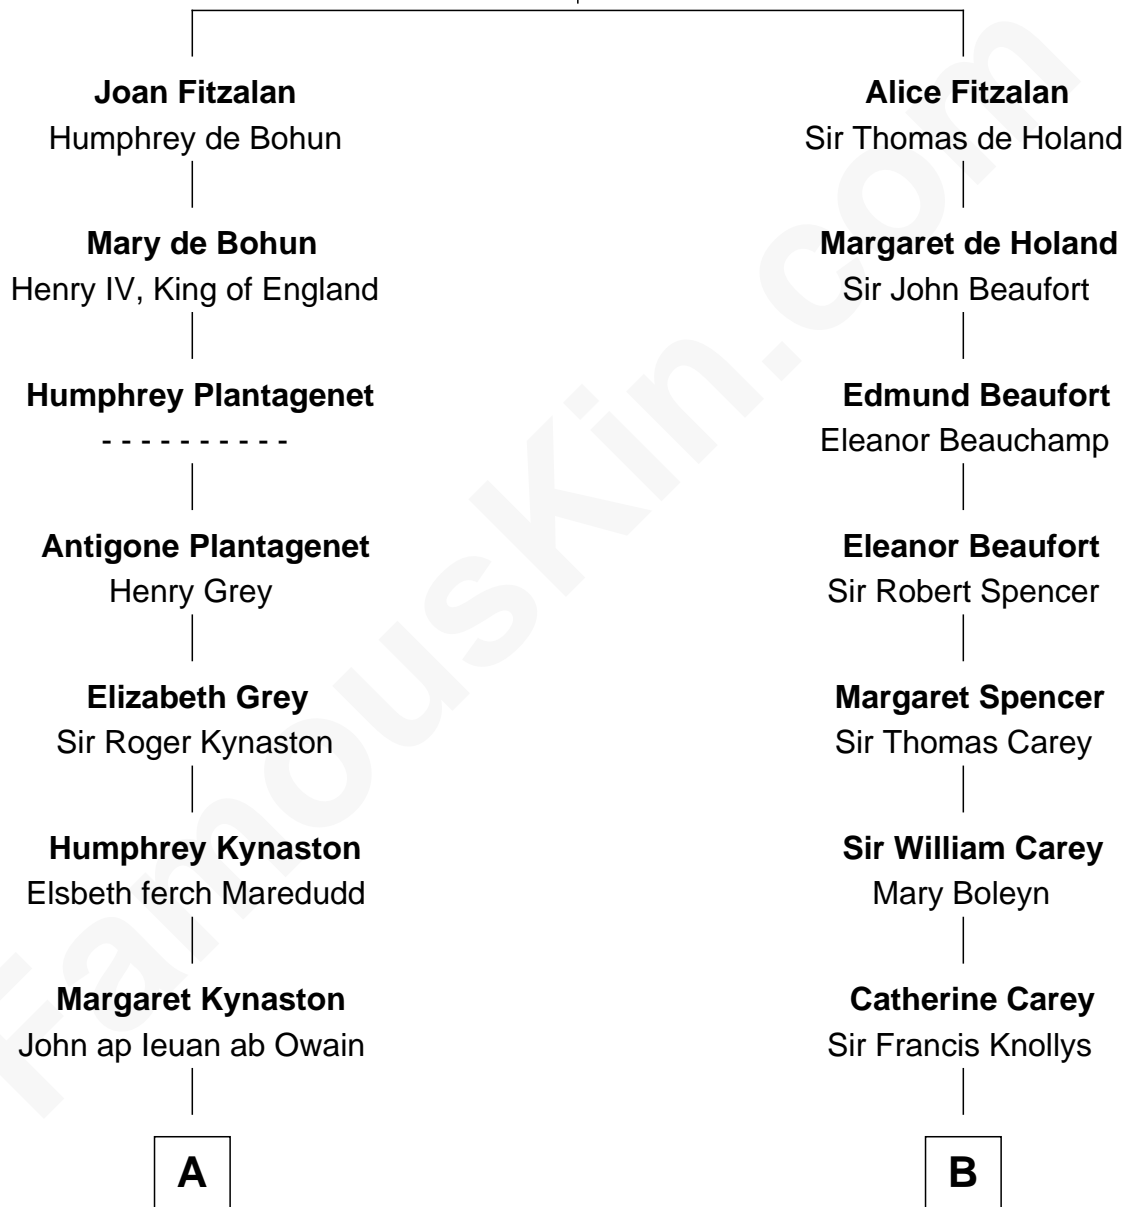 Joan Fitzalan
Humphrey de Bohun
Mary de Bohun
Henry IV, King of England
Humphrey Plantagenet
- - - - - - - - - -
Antigone Plantagenet
Henry Grey
Elizabeth Grey
Sir Roger Kynaston
Humphrey Kynaston
Elsbeth ferch Maredudd
Margaret Kynaston
John ap Ieuan ab Owain
A
Alice Fitzalan
Sir Thomas de Holand
Margaret de Holand
Sir John Beaufort
Edmund Beaufort
Eleanor Beauchamp
Eleanor Beaufort
Sir Robert Spencer
Margaret Spencer
Sir Thomas Carey
Sir William Carey
Mary Boleyn
Catherine Carey
Sir Francis Knollys
B
FamousKin.com